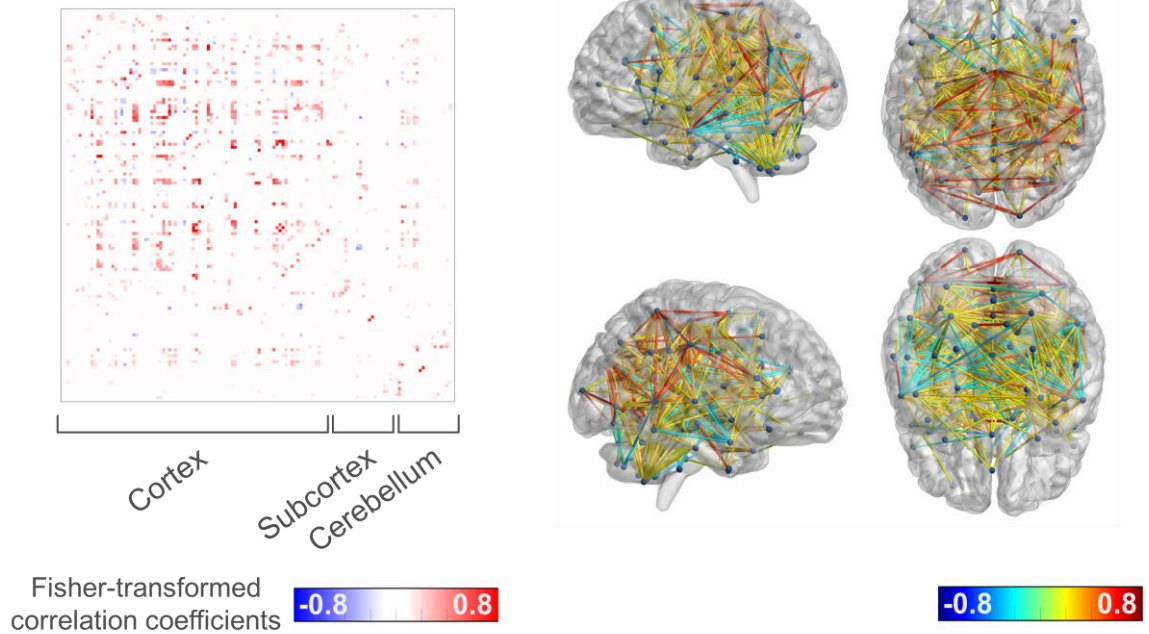 Cortex
Subcortex
Cerebellum
Fisher-transformed
correlation coefficients
-0.8 0.8
-0.8 0.8